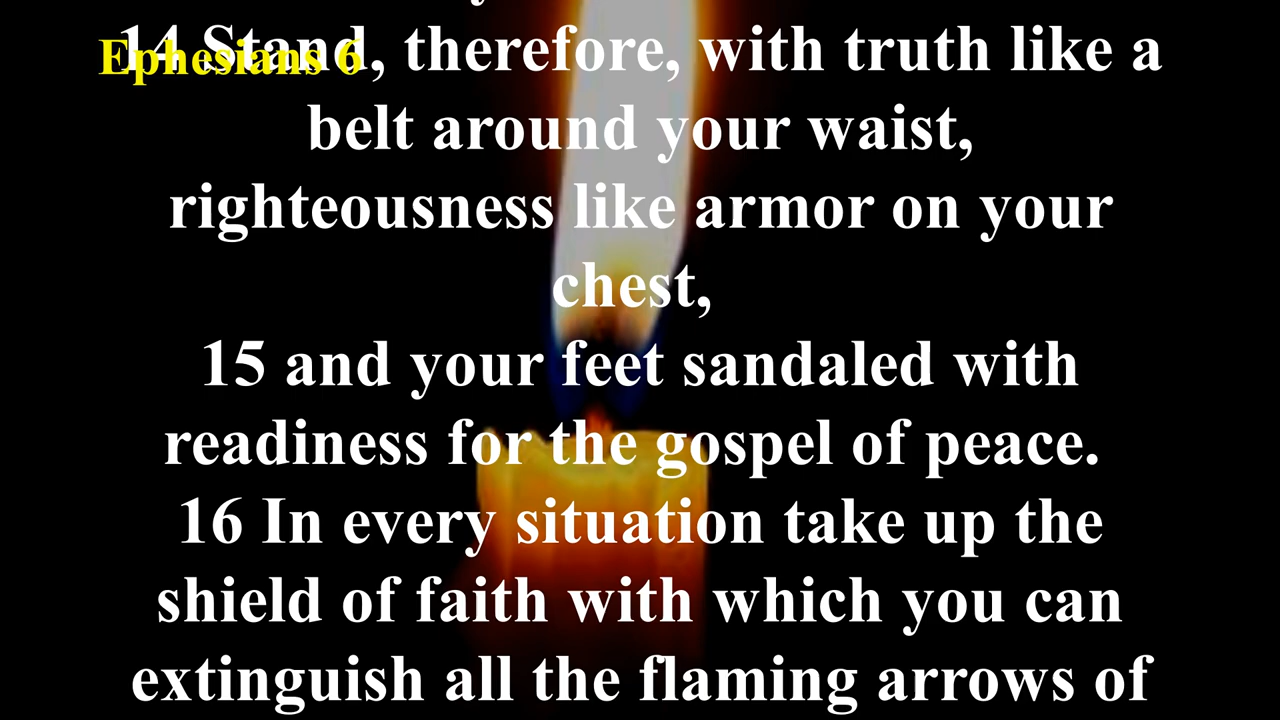 Ephesians 6
14 Stand, therefore, with truth like a
belt around your waist,
righteousness like armor on your
chest,
15 and your feet sandaled with
readiness for the gospel of peace.
16 In every situation take up the
shield of faith with which you can
extinguish all the flaming arrows of